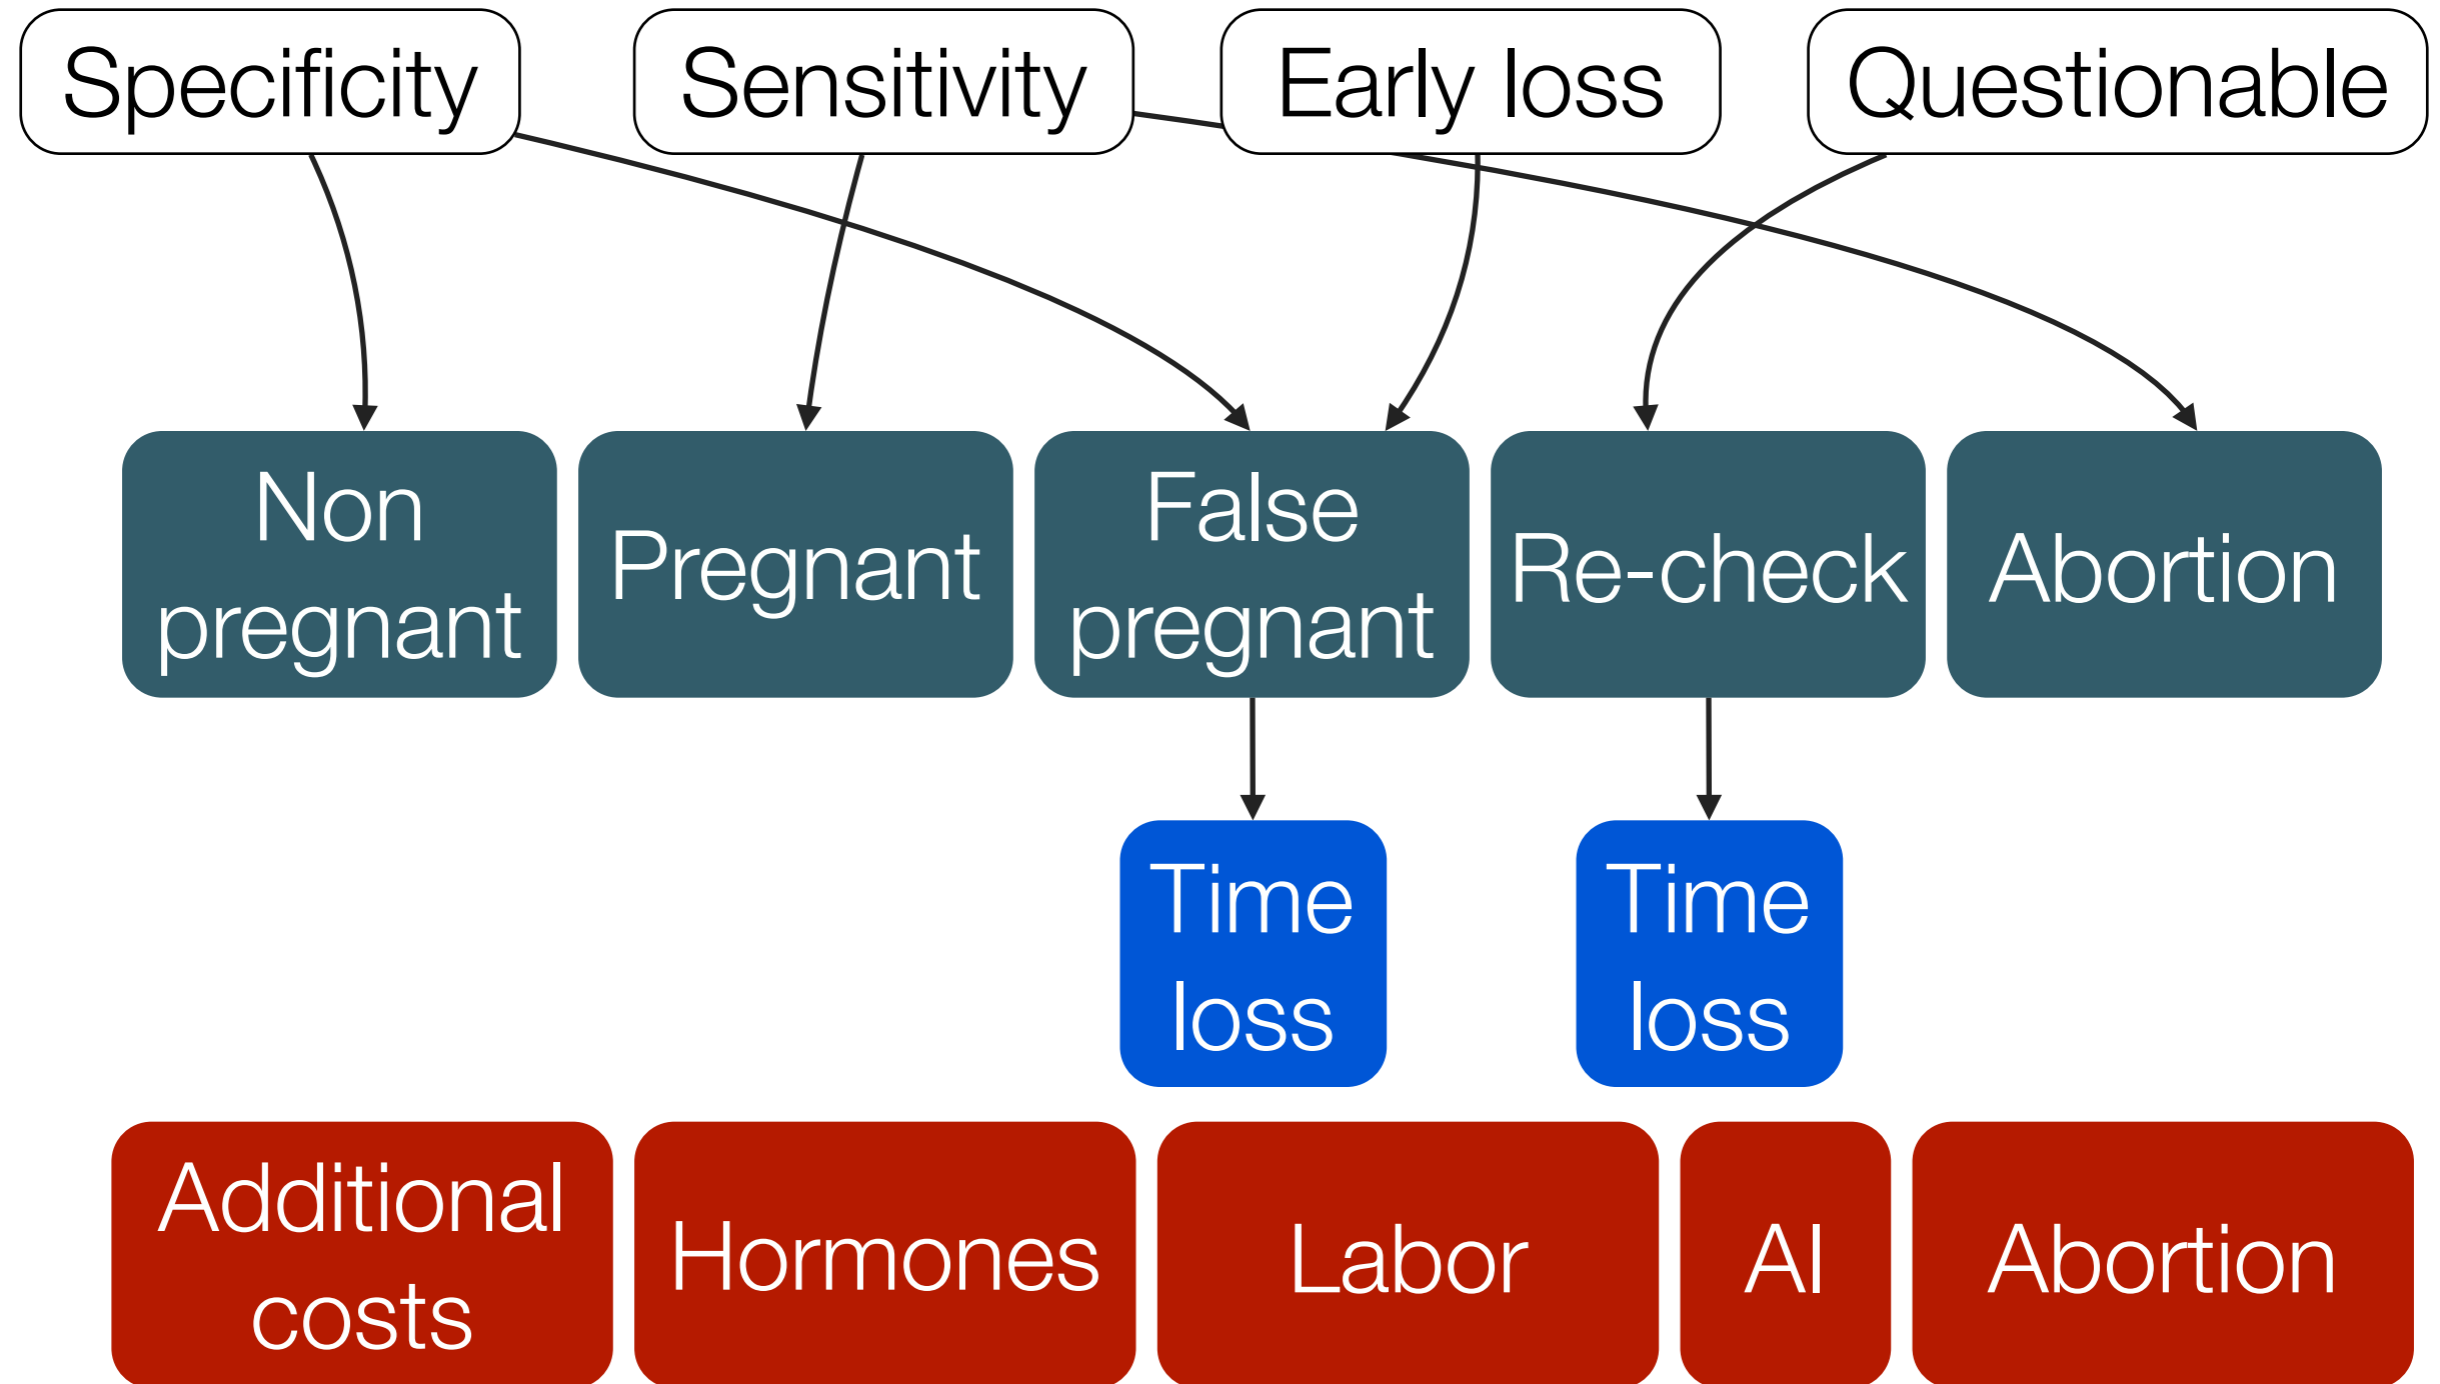 Specificity
Sensitivity
Early loss
Questionable
Non
pregnant
Pregnant
False
pregnant
Re-check
Abortion
Time
loss
Time
loss
Additional
costs
Hormones
Labor
AI
Abortion